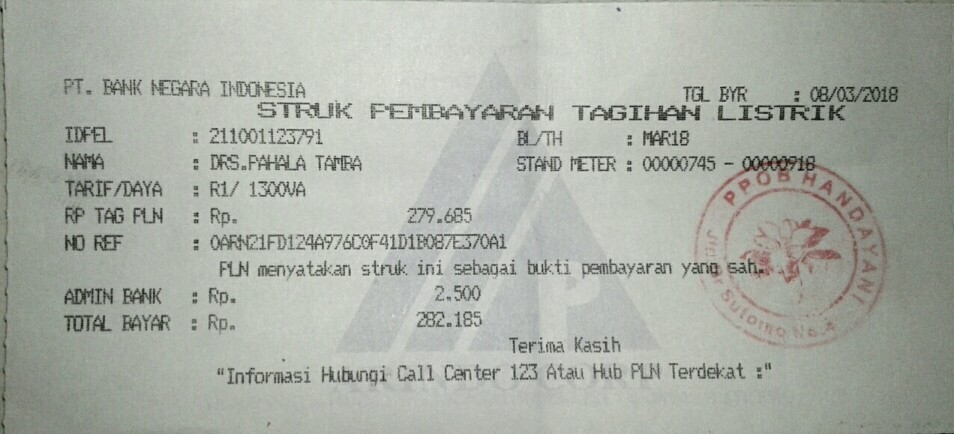 PT. BANK NEGARA INDONESIA TGL BYR : 08/03/2018
STRUK PEMBAYARAN TAGIHAN LISTRIK
IDPEL : 211001123791 BL/TH : MAR18
NAMA : DRS.PAHALA TAMBA STAND METER : 00000745 - 00000918
TARIF/DAYA : R1/ 1300VA
RP TAG PLN : Rp. 279.685
NO REF : 0ARN21FD124A976C0F41D1B087E370A1
PLN menyatakan struk ini sebagai bukti pembayaran yang sah.
ADMIN BANK : Rp. 2.500
TOTAL BAYAR : Rp. 282.185
Terima Kasih
"Informasi Hubungi Call Center 123 Atau Hub PLN Terdekat :"
PPOB HANDAYANI
Sutomo No.